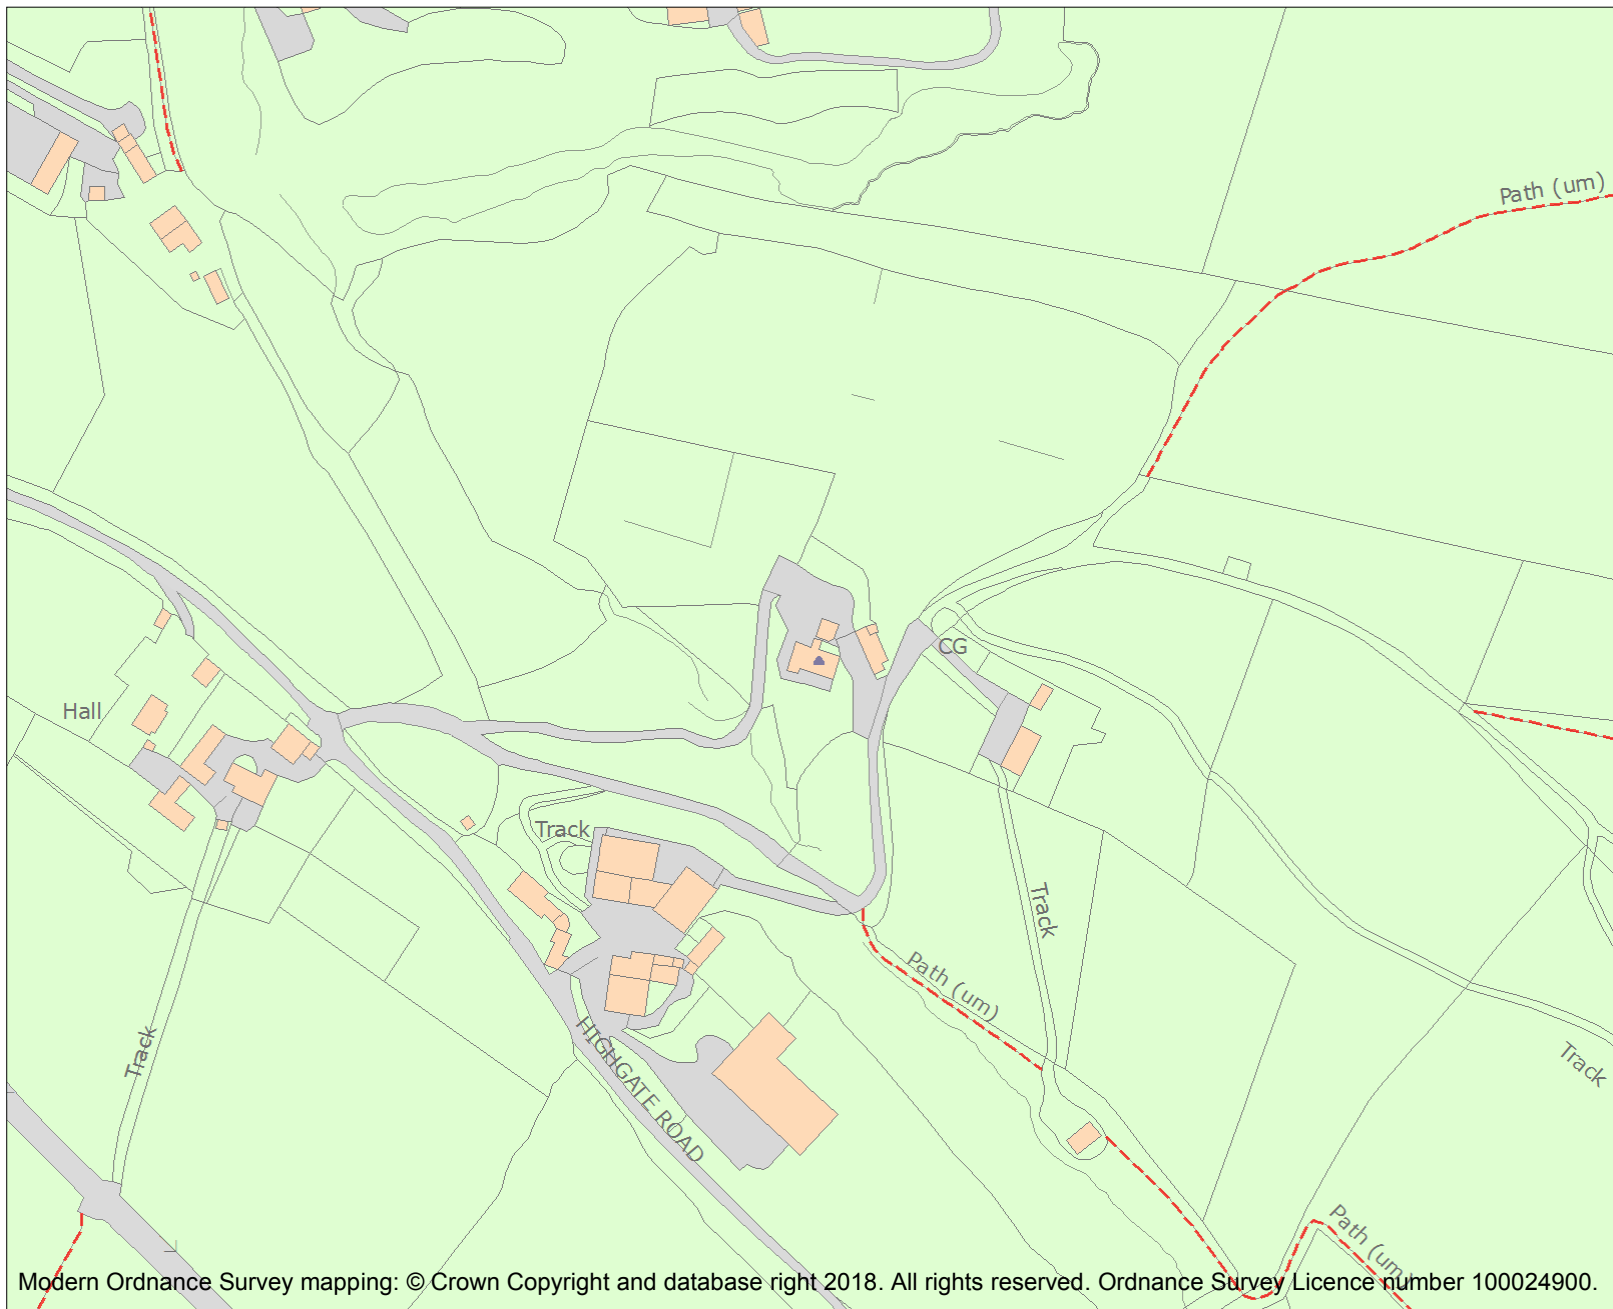 Path (um)
CG
Hall
Track
Track
Path (um)
HIGHGATE ROAD
Track
Track
Path (um)
Modern Ordnance Survey mapping: © Crown Copyright and database right 2018. All rights reserved. Ordnance Survey Licence number 100024900.